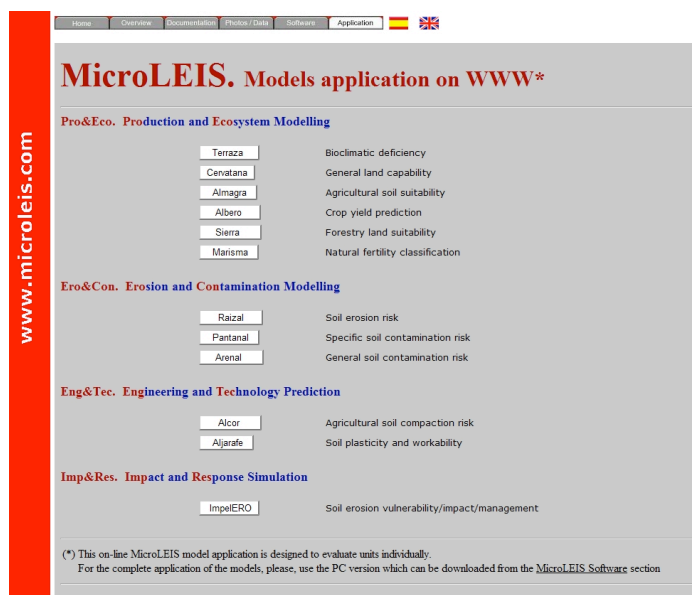 Home Overview Documentation Photos / Data Software Application
www.microleis.com
MicroLEIS. Models application on WWW*
Pro&Eco. Production and Ecosystem Modelling
Terraza Bioclimatic deficiency
Cervatana General land capability
Almagra Agricultural soil suitability
Albero Crop yield prediction
Sierra Forestry land suitability
Marisma Natural fertility classification
Ero&Con. Erosion and Contamination Modelling
Raizal Soil erosion risk
Pantanal Specific soil contamination risk
Arenal General soil contamination risk
Eng&Tec. Engineering and Technology Prediction
Alcor Agricultural soil compaction risk
Aljarafe Soil plasticity and workability
Imp&Res. Impact and Response Simulation
ImpelERO Soil erosion vulnerability/impact/management
(*) This on-line MicroLEIS model application is designed to evaluate units individually.
For the complete application of the models, please, use the PC version which can be downloaded from the MicroLEIS Software section